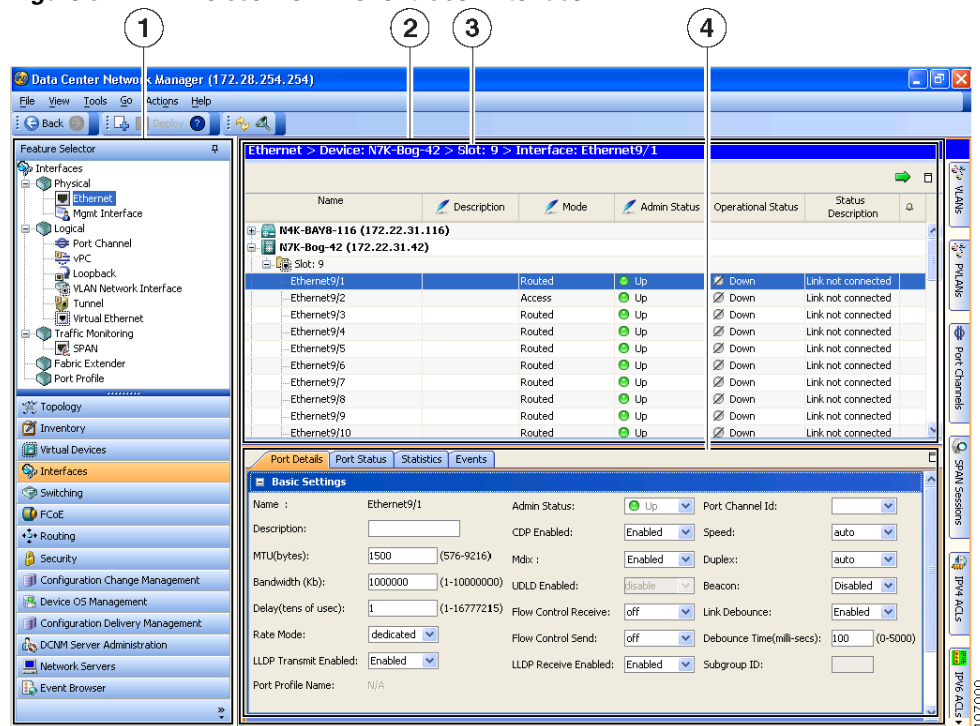 1 2 3 4
Data Center Network Manager (172.28.254.254)
File View Tools Go Actions Help
Back Deploy
Feature Selector
Interfaces
Physical
Ethernet
Mgmt Interface
Logical
Port Channel
vPC
Loopback
VLAN Network Interface
Tunnel
Virtual Ethernet
Traffic Monitoring
SPAN
Fabric Extender
Port Profile
Topology
Inventory
Virtual Devices
Interfaces
Switching
FCoE
Routing
Security
Configuration Change Management
Device OS Management
Configuration Delivery Management
DCNM Server Administration
Network Servers
Event Browser
Ethernet > Device: N7K-Bog-42 > Slot: 9 > Interface: Ethernet9/1
Name Description Mode Admin Status Operational Status Status Description
N4K-BAY8-116 (172.22.31.116)
N7K-Bog-42 (172.22.31.42)
Slot: 9
Ethernet9/1 Routed Up Down Link not connected
Ethernet9/2 Access Up Down Link not connected
Ethernet9/3 Routed Up Down Link not connected
Ethernet9/4 Routed Up Down Link not connected
Ethernet9/5 Routed Up Down Link not connected
Ethernet9/6 Routed Up Down Link not connected
Ethernet9/7 Routed Up Down Link not connected
Ethernet9/8 Routed Up Down Link not connected
Ethernet9/9 Routed Up Down Link not connected
Ethernet9/10 Routed Up Down Link not connected
Port Details Port Status Statistics Events
Basic Settings
Name : Ethernet9/1 Admin Status: Up Port Channel Id:
Description: CDP Enabled: Enabled Speed: auto
MTU(bytes): 1500 (576-9216) Mdix : Enabled Duplex: auto
Bandwidth (Kb): 1000000 (1-10000000) UDLD Enabled: disable Beacon: Disabled
Delay(tens of usec): 1 (1-16777215) Flow Control Receive: off Link Debounce: Enabled
Rate Mode: dedicated Flow Control Send: off Debounce Time(milli-secs): 100 (0-5000)
LLDP Transmit Enabled: Enabled LLDP Receive Enabled: Enabled Subgroup ID:
Port Profile Name: N/A
VLANs
PVLANs
Port Channels
SPAN Sessions
IPV4 ACLs
IPV6 ACLs